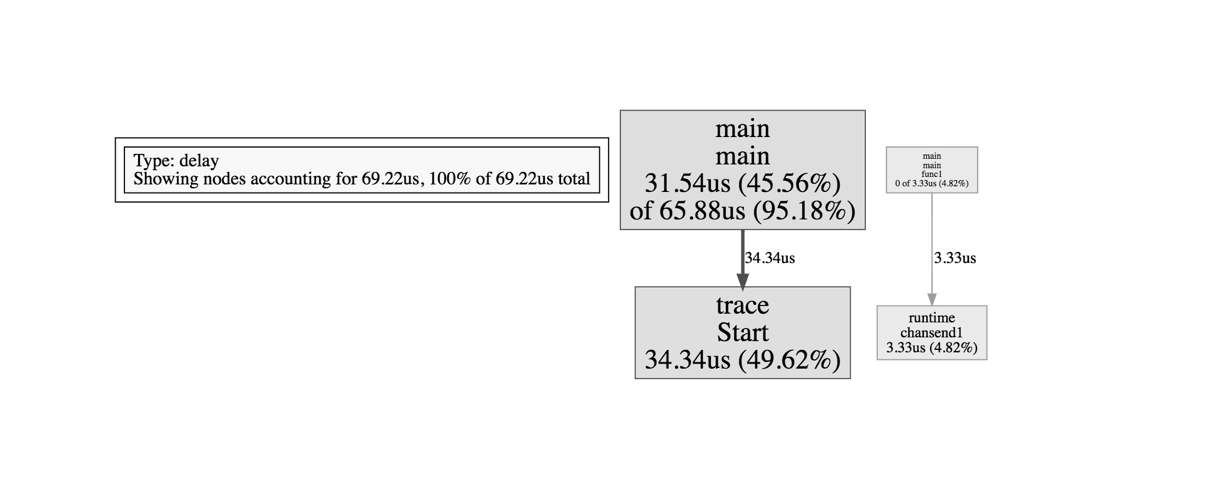 Type: delay
Showing nodes accounting for 69.22us, 100% of 69.22us total
main
main
31.54us (45.56%)
of 65.88us (95.18%)
34.34us
trace
Start
34.34us (49.62%)
main
main
func1
0 of 3.33us (4.82%)
3.33us
runtime
chansend1
3.33us (4.82%)